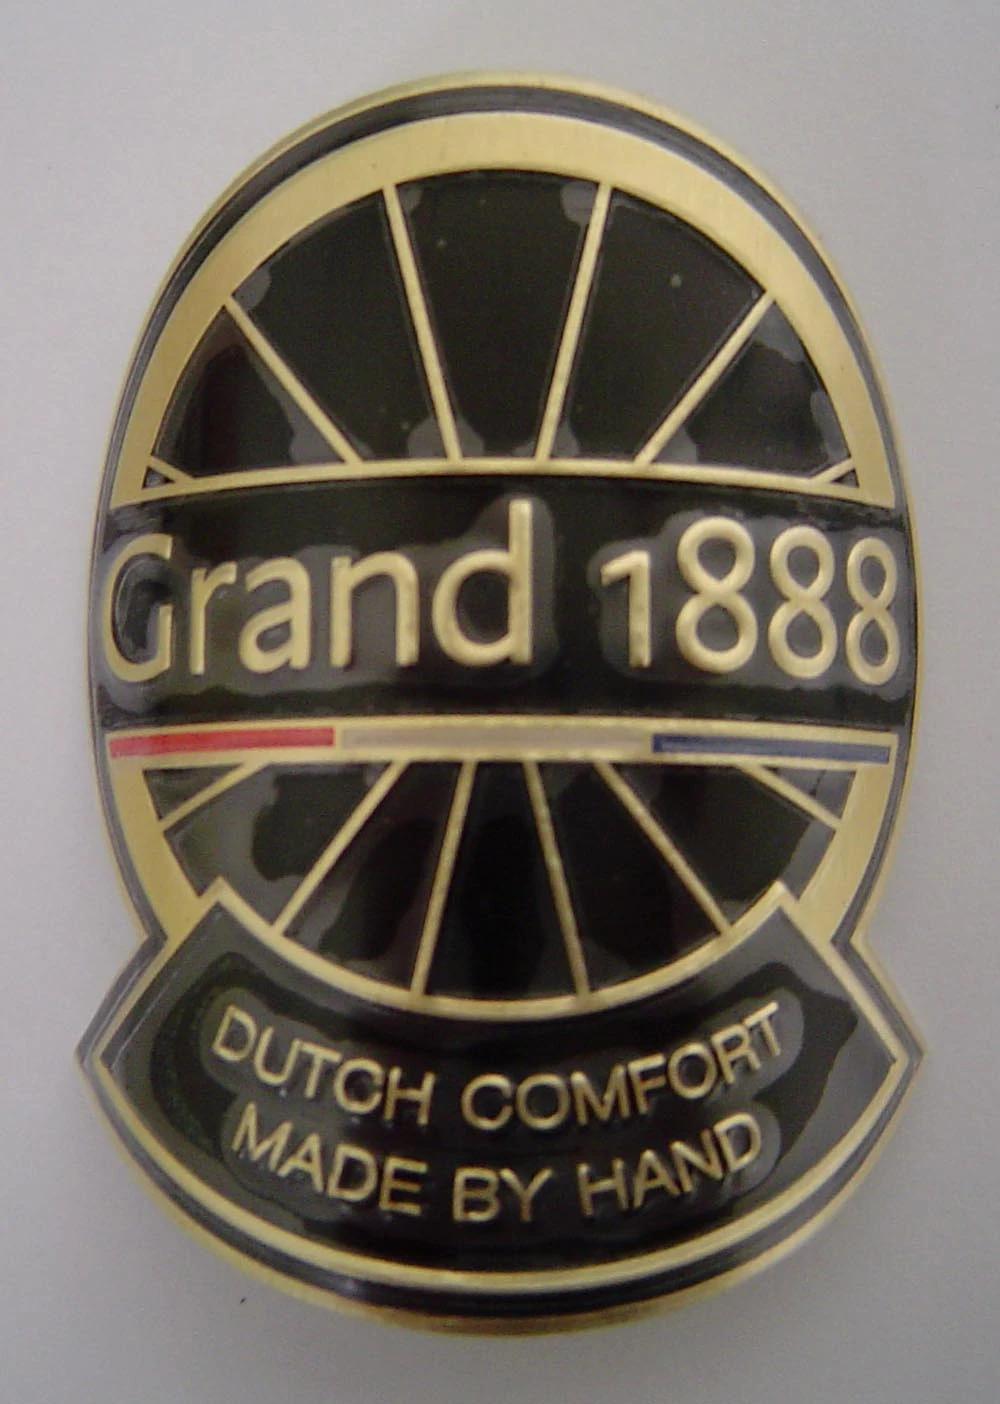 Grand 1888
DUTCH COMFORT
MADE BY HAND